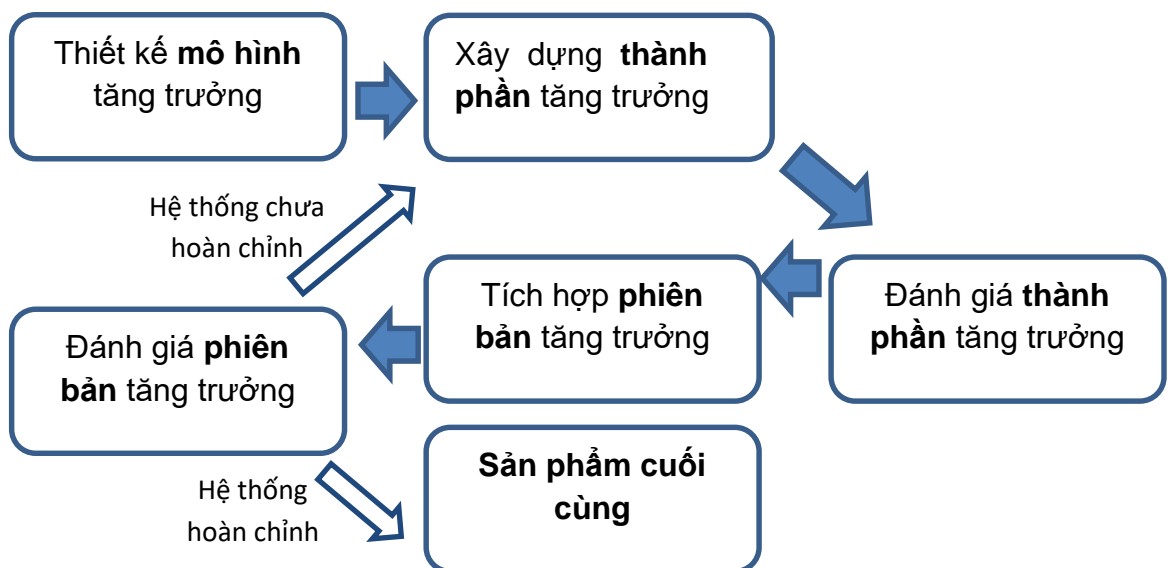 Thiết kế mô hình
tăng trưởng
Xây dựng thành
phần tăng trưởng
Hệ thống chưa
hoàn chỉnh
Tích hợp phiên
bản tăng trưởng
Đánh giá thành
phần tăng trưởng
Đánh giá phiên
bản tăng trưởng
Hệ thống
hoàn chỉnh
Sản phẩm cuối
cùng